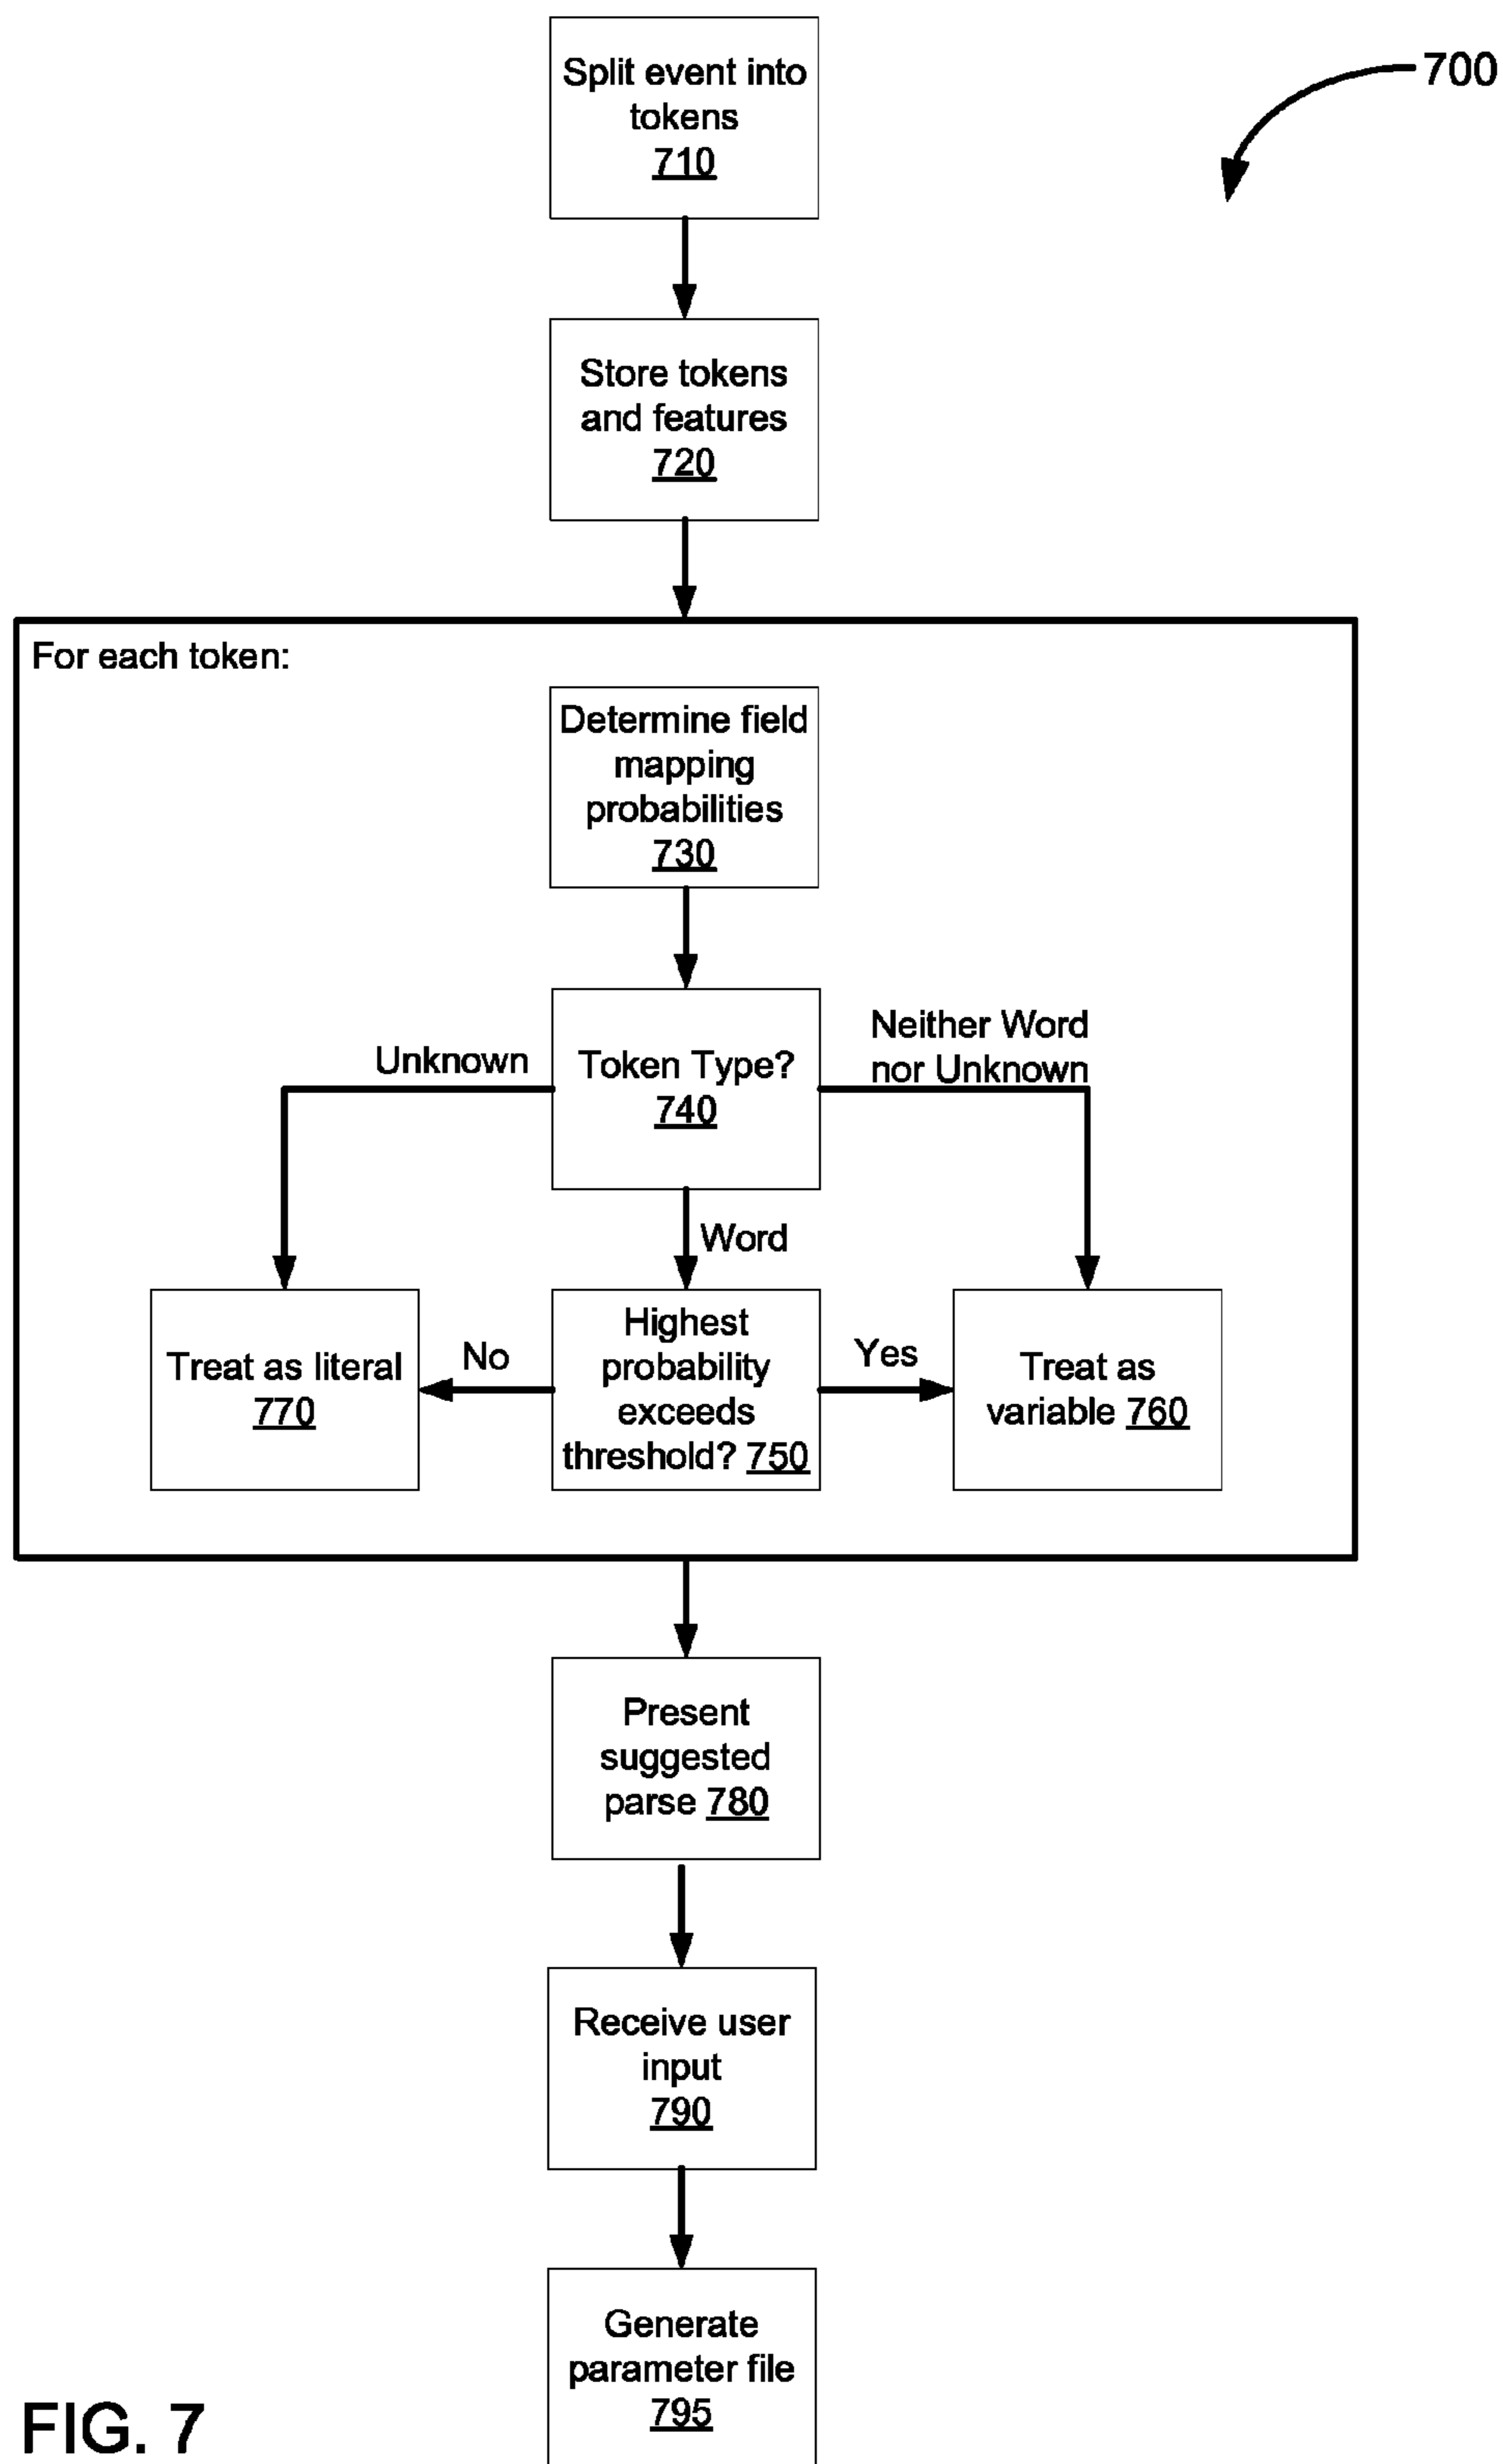 Split event into
tokens
710
700
Store tokens
and features
720
For each token:
Determine field
mapping
probabilities
730
Unknown
Token Type?
740
Neither Word
nor Unknown
Word
Treat as literal
770
No
Highest
probability
exceeds
threshold? 750
Yes
Treat as
variable 760
Present
suggested
parse 780
Receive user
input
790
Generate
parameter file
795
FIG. 7